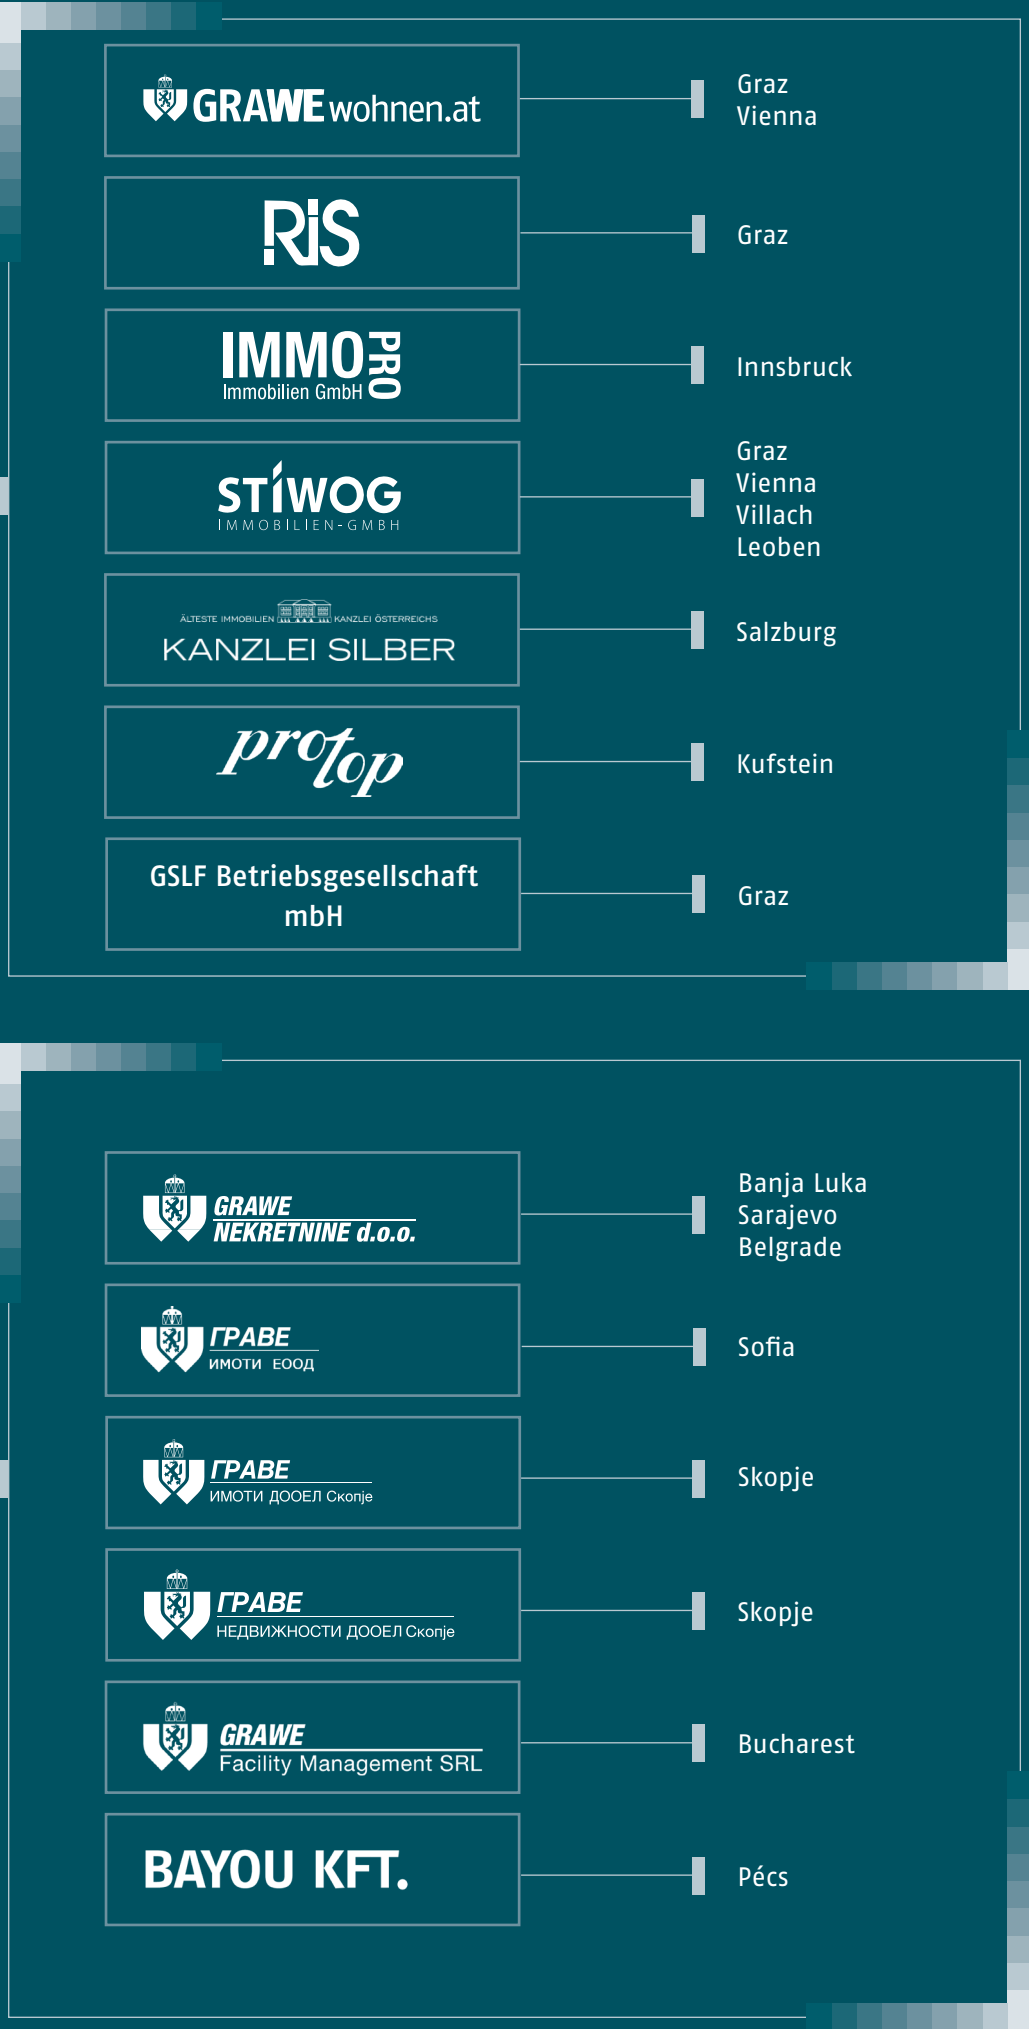 GRAWE wohnen.at
Graz
Vienna
RIS
Graz
IMMO PRO
Immobilien GmbH
Innsbruck
STIWOG
IMMOBILIEN-GMBH
Graz
Vienna
Villach
Leoben
ÄLTESTE IMMOBILIEN KANZLEI ÖSTERREICHS
KANZLEI SILBER
Salzburg
protop
Kufstein
GSLF Betriebsgesellschaft
mbH
Graz
GRAWE
NEKRETNINE d.o.o.
Banja Luka
Sarajevo
Belgrade
ГРАВЕ
ИМОТИ ЕООД
Sofia
ГРАВЕ
ИМОТИ ДООЕЛ Скопје
Skopje
ГРАВЕ
НЕДВИЖНОСТИ ДООЕЛ Скопје
Skopje
GRAWE
Facility Management SRL
Bucharest
BAYOU KFT.
Pécs